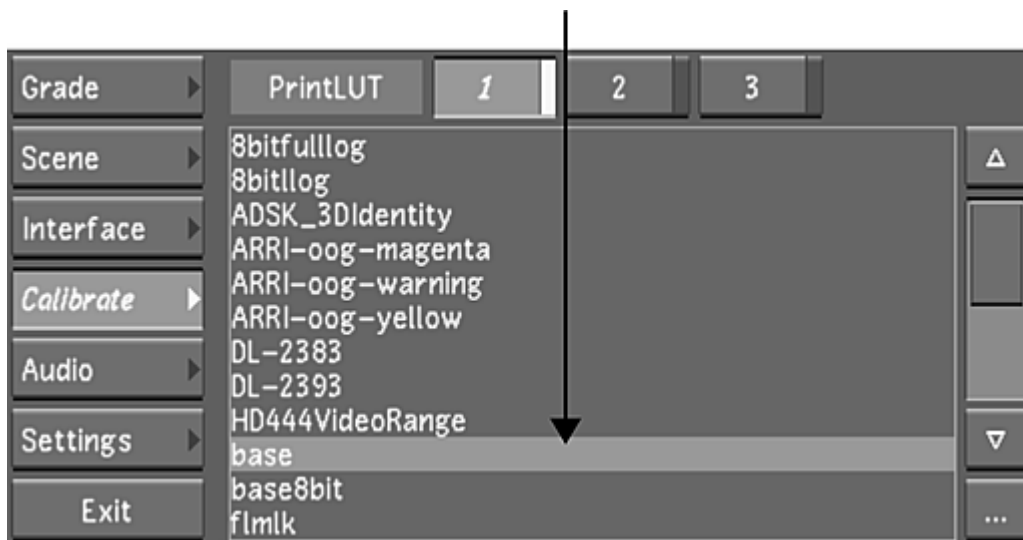 Grade
Scene
Interface
Calibrate
Audio
Settings
Exit
PrintLUT 1 2 3
8bitfulllog
8bitllog
ADSK_3DIdentity
ARRI-oog-magenta
ARRI-oog-warning
ARRI-oog-yellow
DL-2383
DL-2393
HD444VideoRange
base
base8bit
flmlk
...